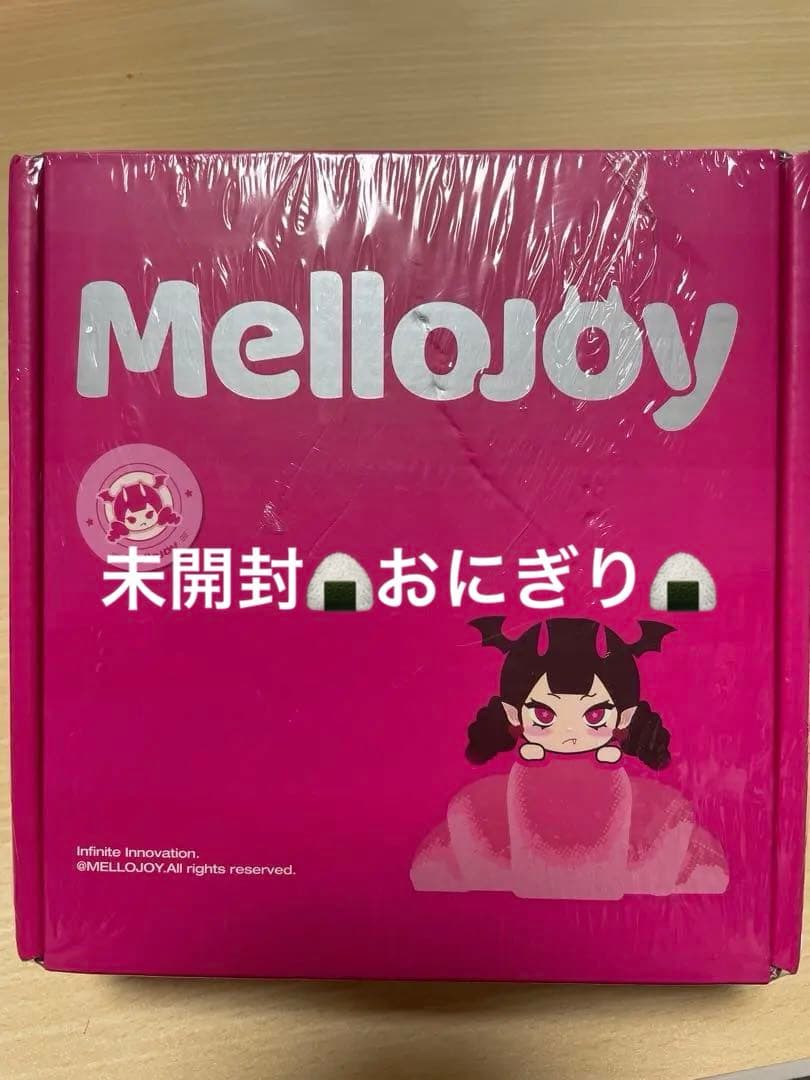 Mellojoy
未開封🍙おにぎり🍙
Infinite Innovation.
@MELLOJOY.All rights reserved.